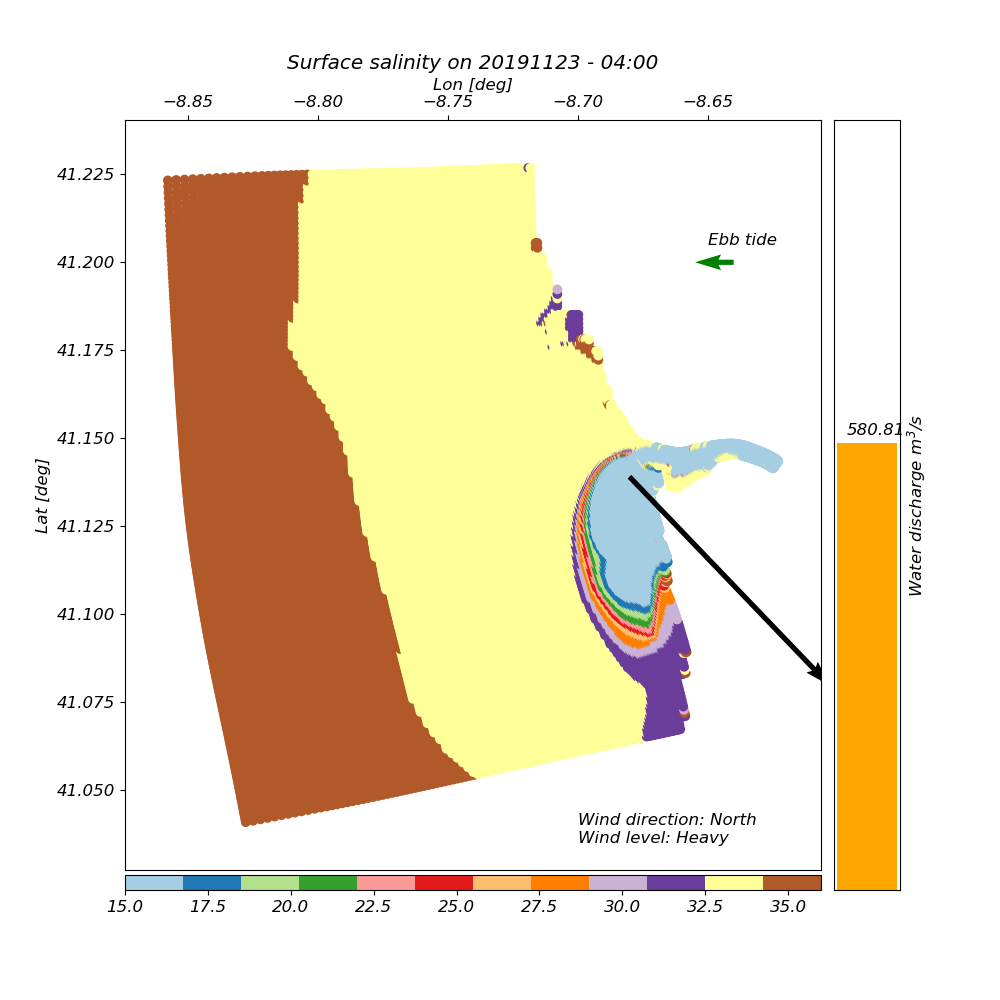 Surface salinity on 20191123 - 04:00
Lon [deg]
−8.85 −8.80 −8.75 −8.70 −8.65
41.225
41.200
41.175
41.150
41.125
41.100
41.075
41.050
Lat [deg]
Ebb tide
580.81
Water discharge m³/s
Wind direction: North
Wind level: Heavy
15.0 17.5 20.0 22.5 25.0 27.5 30.0 32.5 35.0